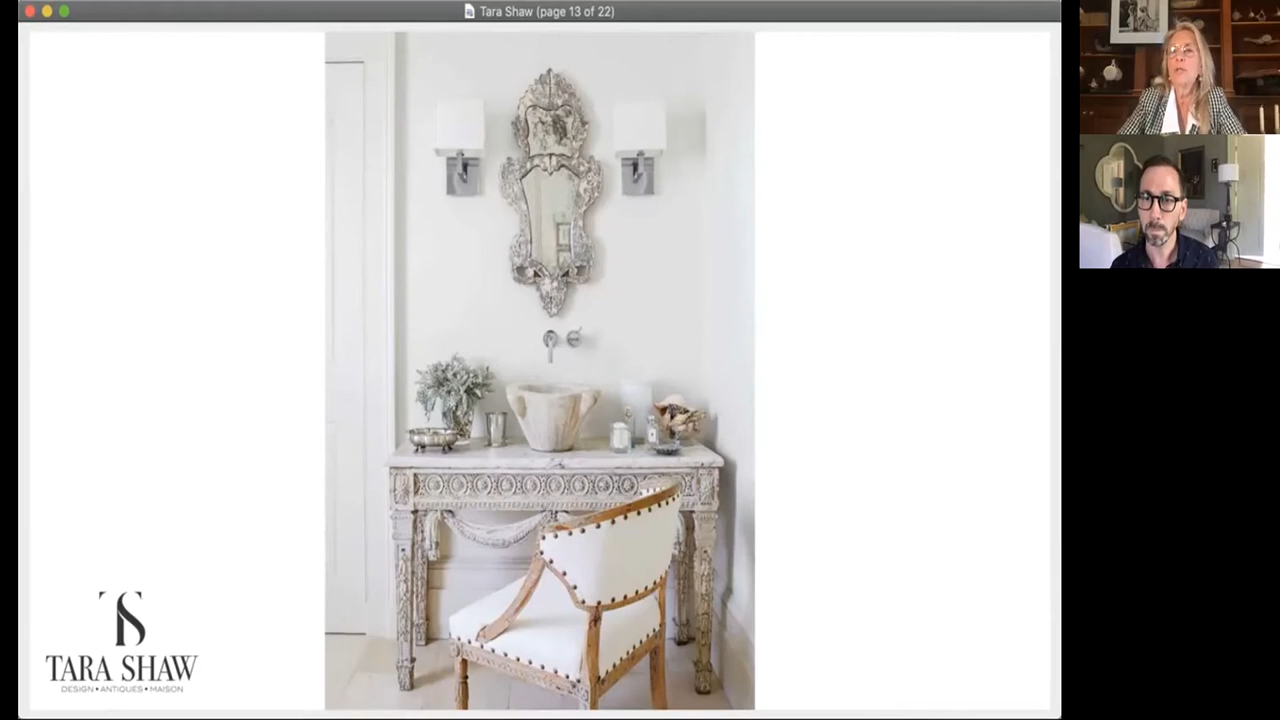 Tara Shaw (page 13 of 22)
TS
TARA SHAW
DESIGN • ANTIQUES • MAISON